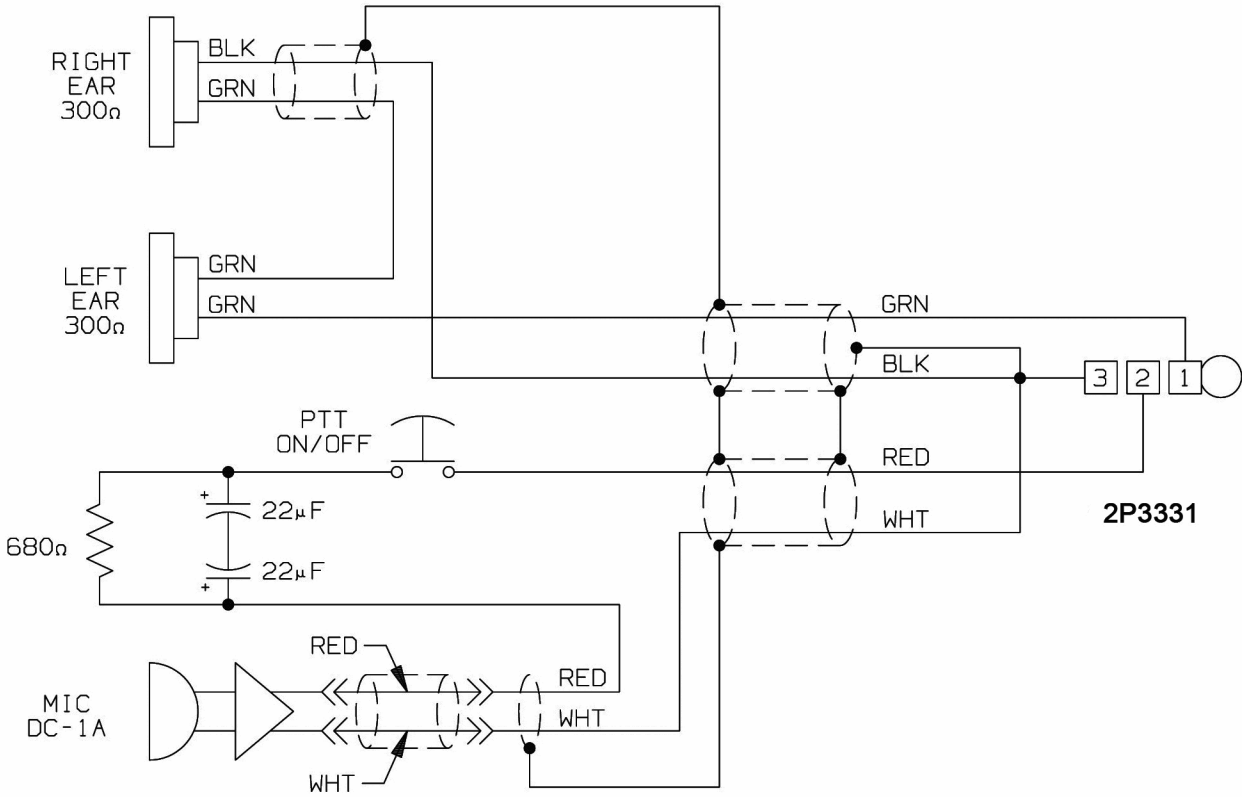 RIGHT
EAR
300Ω
BLK
GRN
LEFT
EAR
300Ω
GRN
GRN
GRN
BLK
3 2 1
PTT
ON/OFF
RED
WHT
2P3331
680Ω
+
22µF
22µF
+
RED
RED
WHT
WHT
MIC
DC-1A